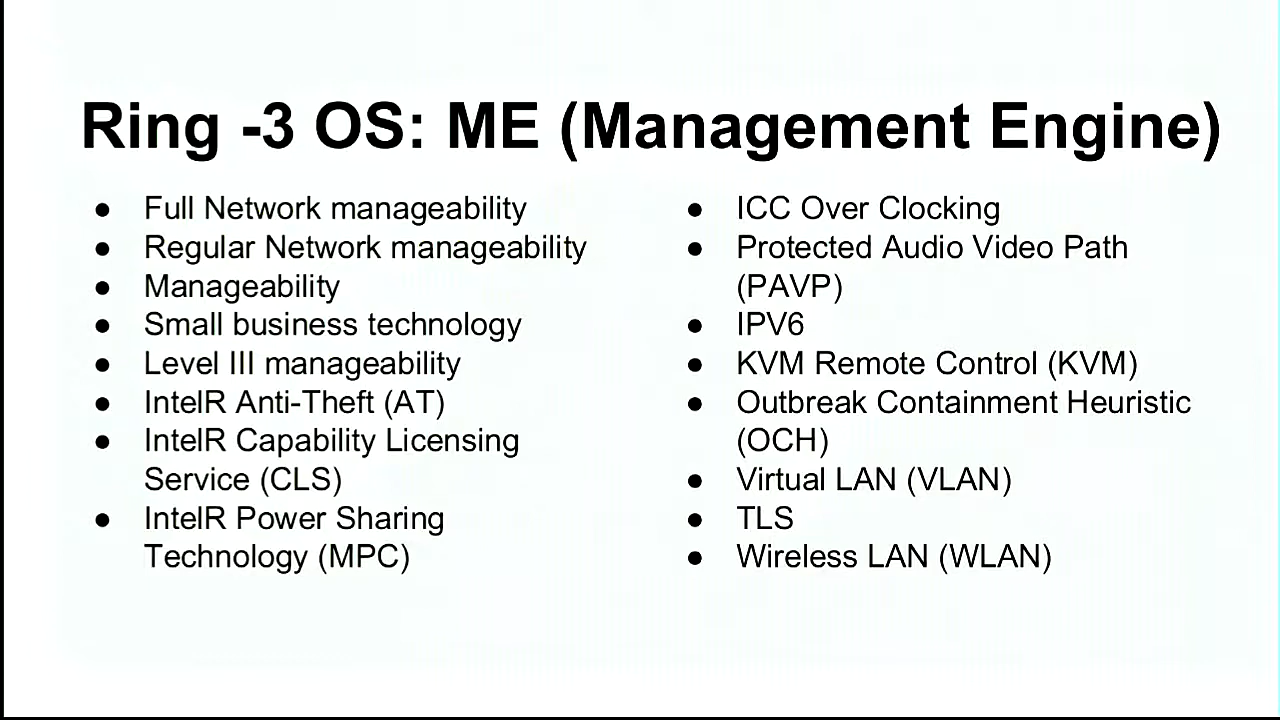 Ring -3 OS: ME (Management Engine)
● Full Network manageability
● Regular Network manageability
● Manageability
● Small business technology
● Level III manageability
● IntelR Anti-Theft (AT)
● IntelR Capability Licensing
Service (CLS)
● IntelR Power Sharing
Technology (MPC)
● ICC Over Clocking
● Protected Audio Video Path
(PAVP)
● IPV6
● KVM Remote Control (KVM)
● Outbreak Containment Heuristic
(OCH)
● Virtual LAN (VLAN)
● TLS
● Wireless LAN (WLAN)